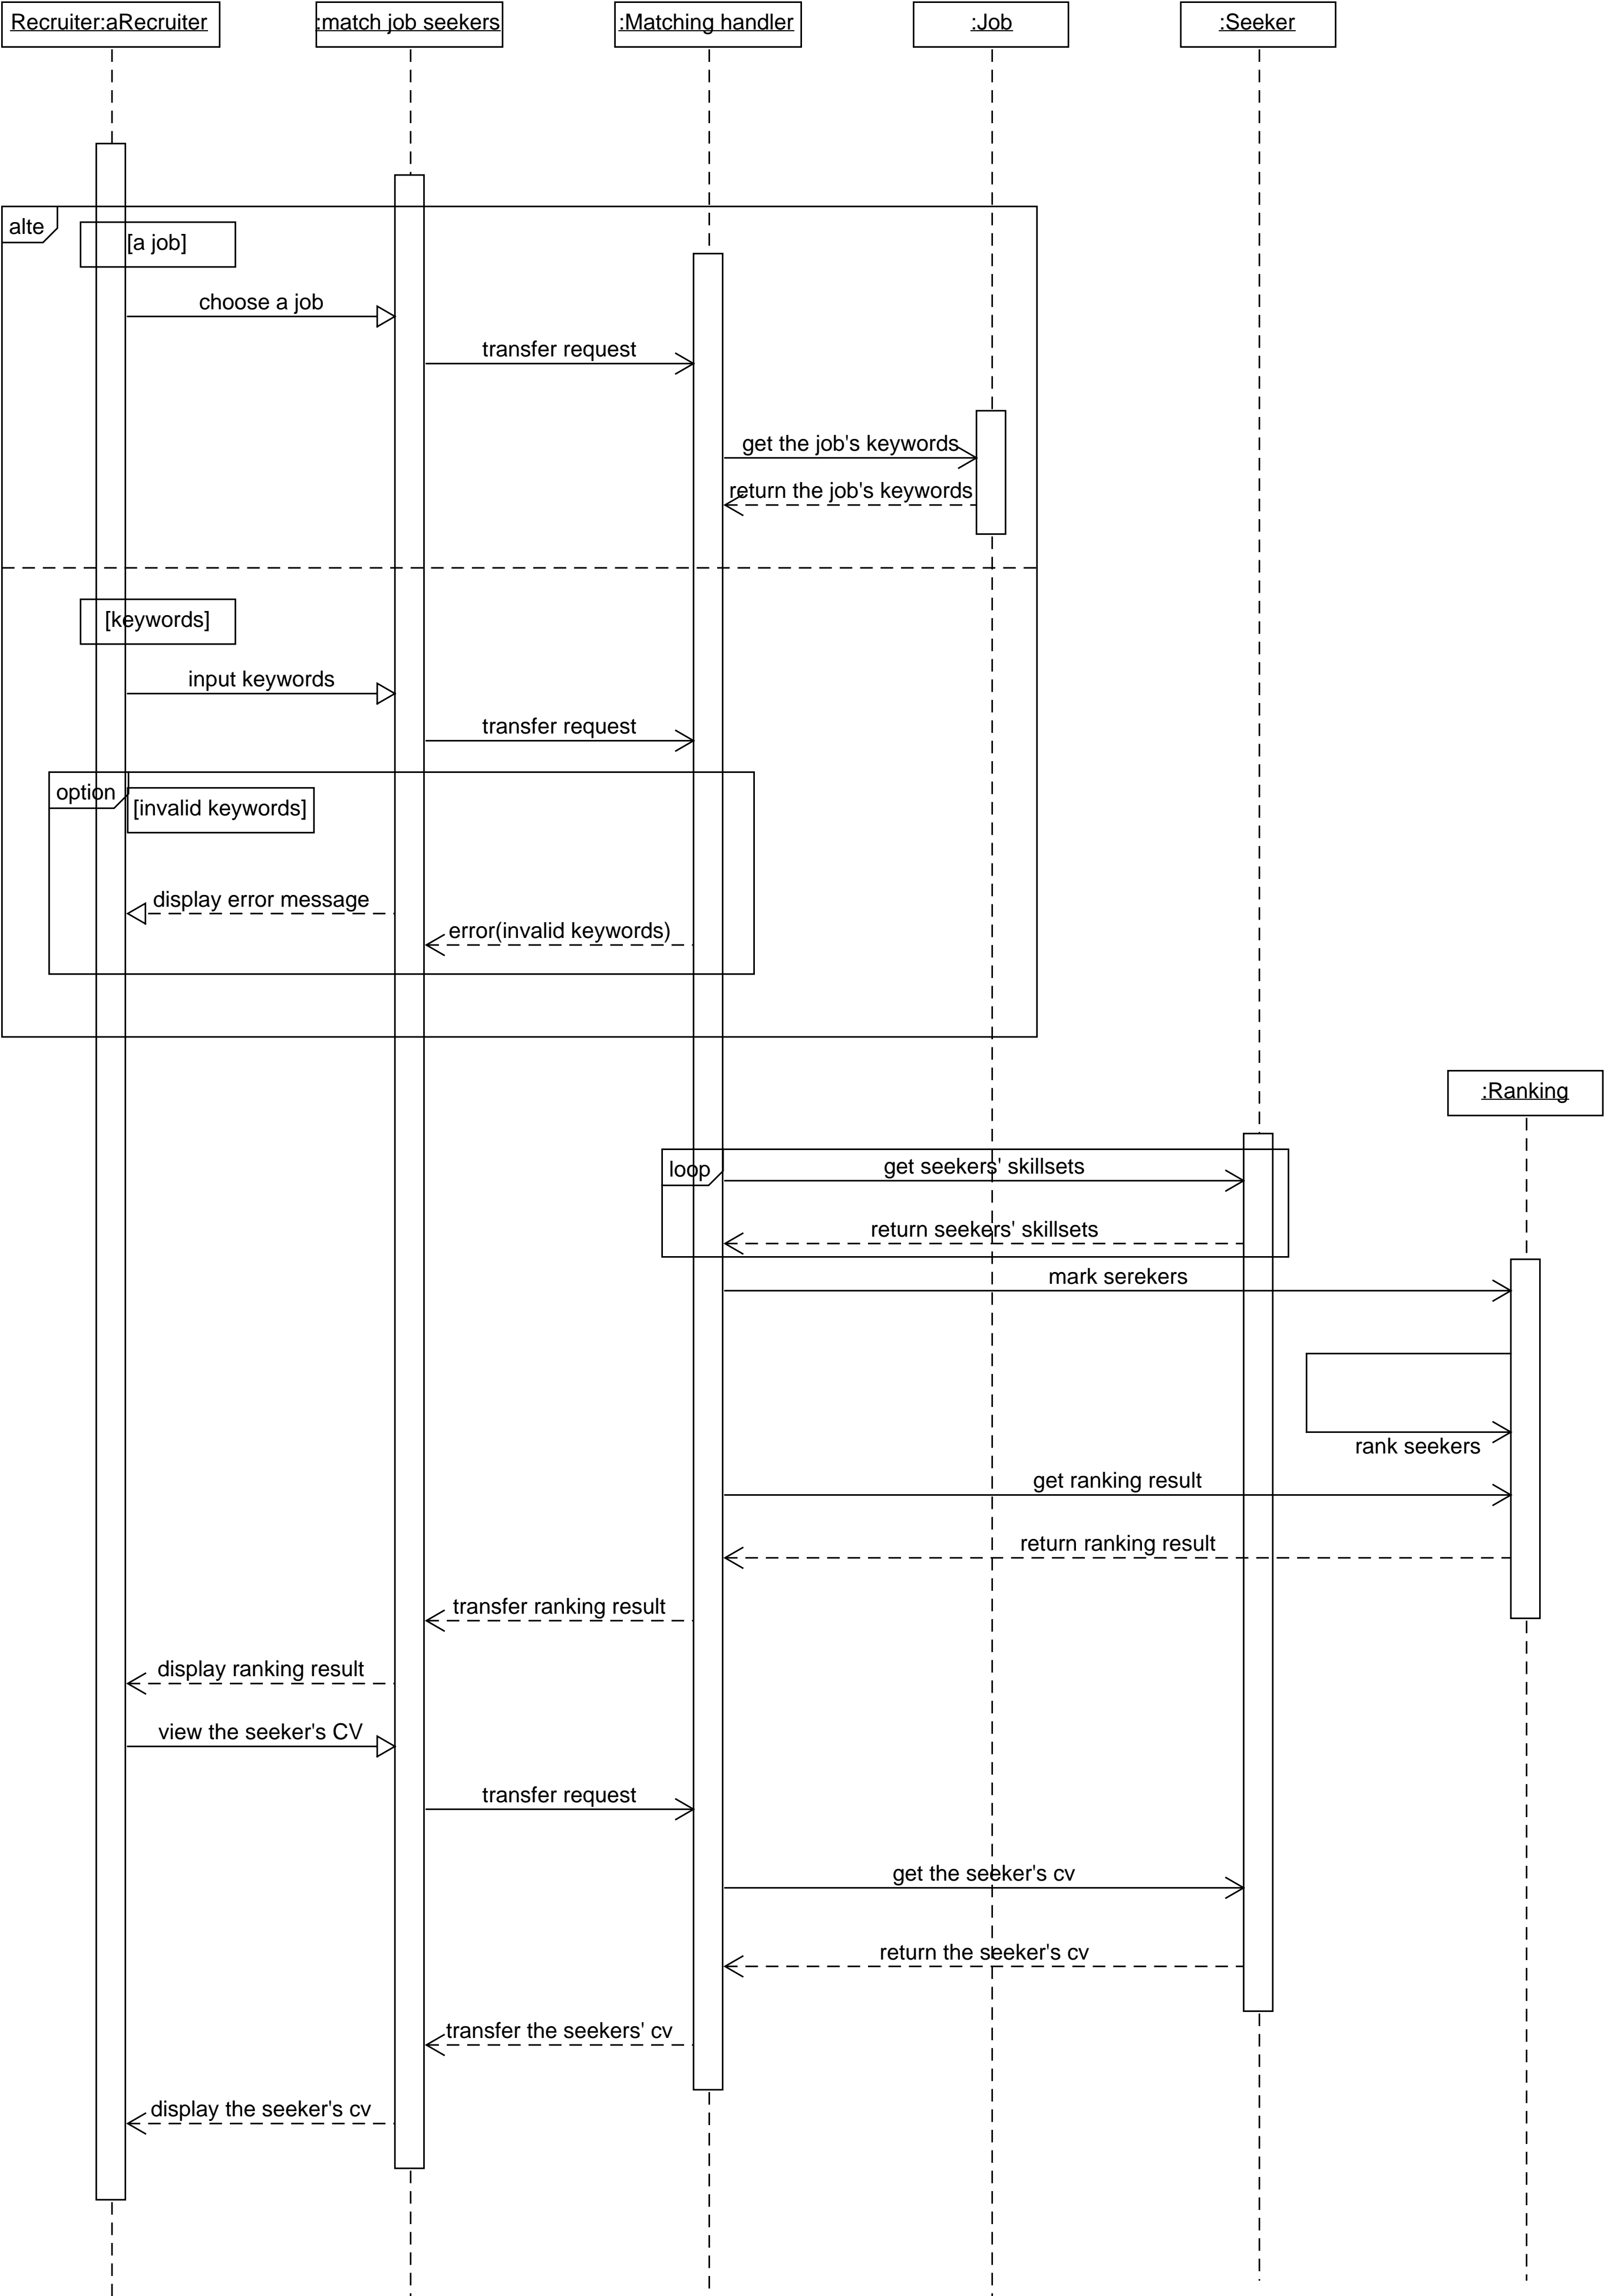 Recruiter:aRecruiter
:match job seekers
:Matching handler
:Job
:Seeker
alte
[a job]
choose a job
transfer request
get the job's keywords
return the job's keywords
[keywords]
input keywords
transfer request
option
[invalid keywords]
display error message
error(invalid keywords)
:Ranking
loop
get seekers' skillsets
return seekers' skillsets
mark serekers
rank seekers
get ranking result
return ranking result
transfer ranking result
display ranking result
view the seeker's CV
transfer request
get the seeker's cv
return the seeker's cv
transfer the seekers' cv
display the seeker's cv